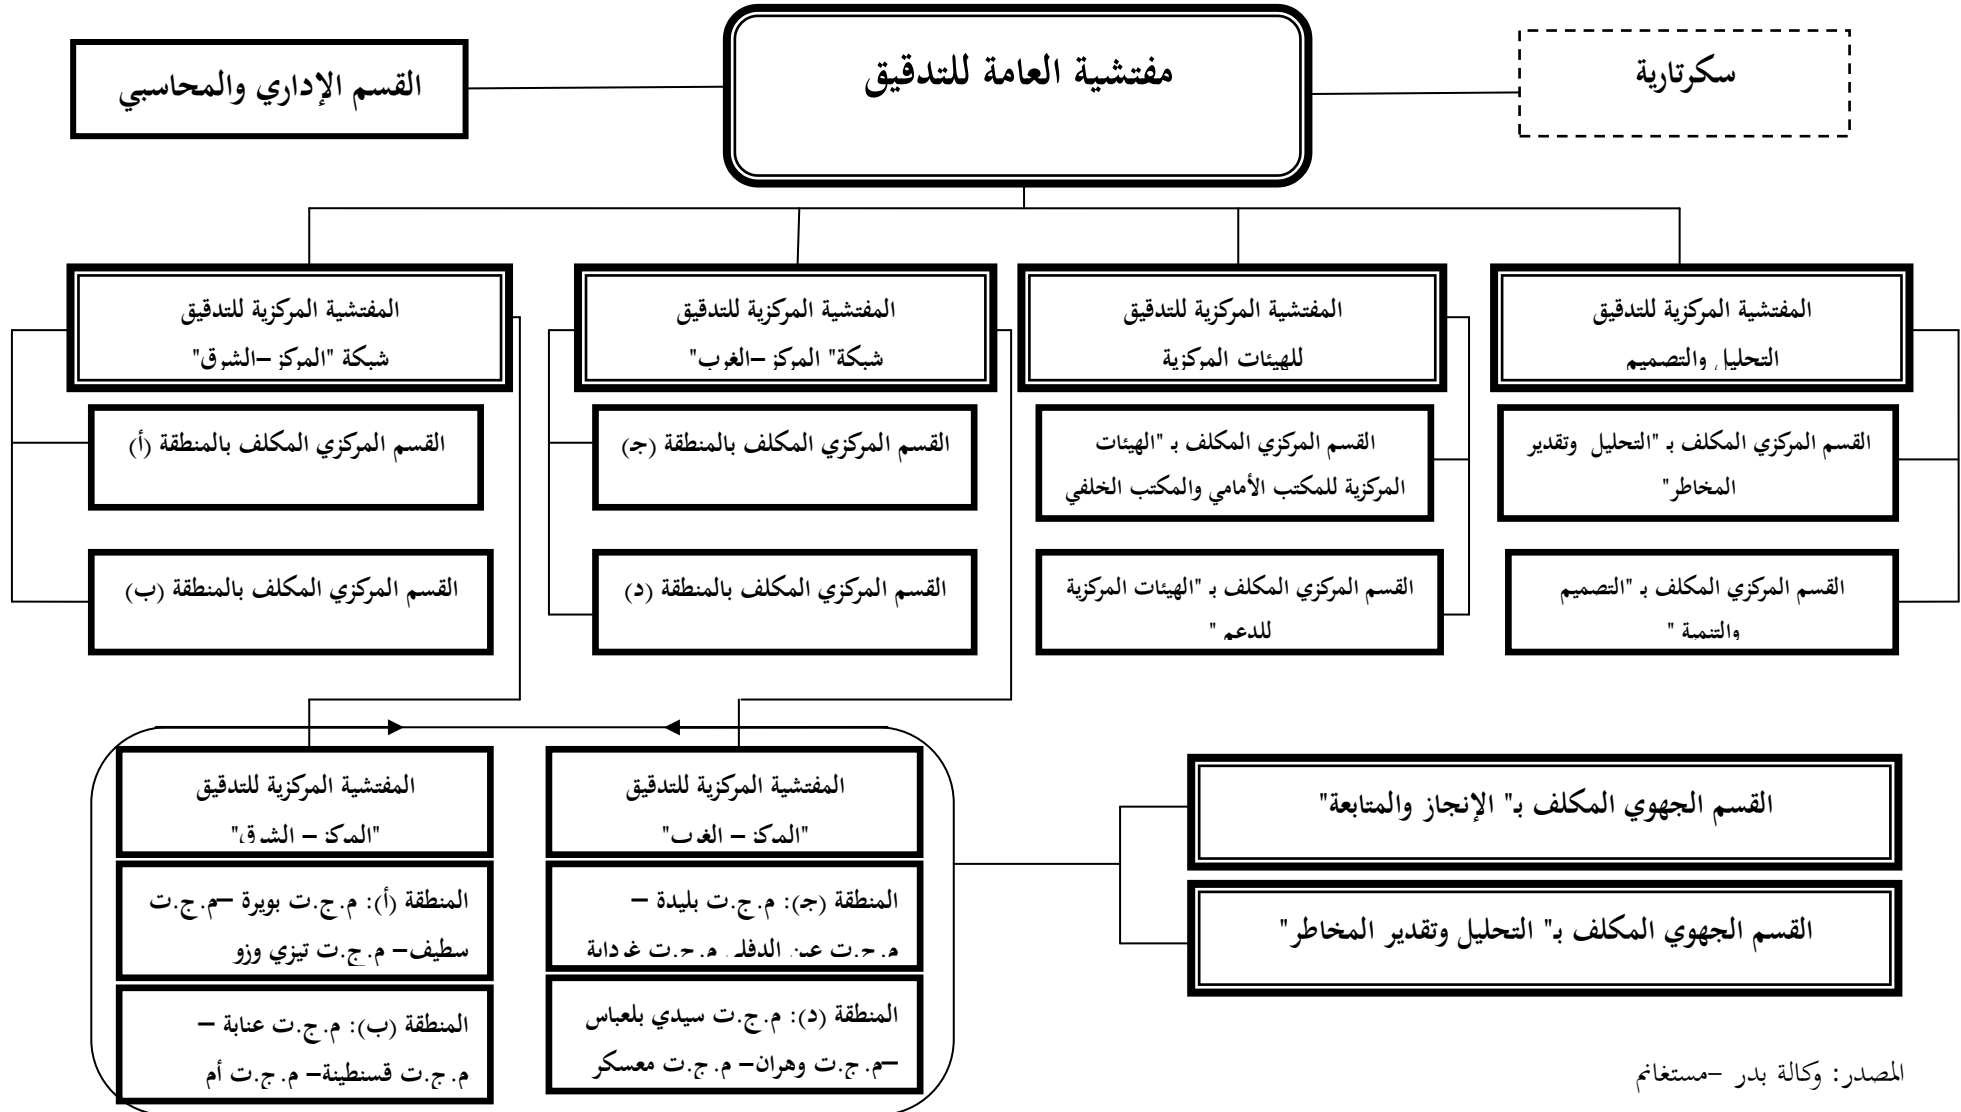 مفتشية العامة للتدقيق
سكرتارية
القسم الإداري والمحاسبي
المفتشية المركزية للتدقيق
التحليل والتصميم
المفتشية المركزية للتدقيق
للهيئات المركزية
المفتشية المركزية للتدقيق
شبكة" المركز –الغرب"
المفتشية المركزية للتدقيق
شبكة "المركز –الشرق"
القسم المركزي المكلف بـ "التحليل وتقدير
المخاطر"
القسم المركزي المكلف بـ "الهيئات
المركزية للمكتب الأمامي والمكتب الخلفي
القسم المركزي المكلف بالمنطقة (ج)
القسم المركزي المكلف بالمنطقة (أ)
القسم المركزي المكلف بـ "التصميم
والتنمية "
القسم المركزي المكلف بـ "الهيئات المركزية
للدعم "
القسم المركزي المكلف بالمنطقة (د)
القسم المركزي المكلف بالمنطقة (ب)
القسم الجهوي المكلف بـ" الإنجاز والمتابعة"
القسم الجهوي المكلف بـ" التحليل وتقدير المخاطر"
المفتشية المركزية للتدقيق
"المركز – الغرب"
المنطقة (ج): م.ج.ت بليدة –
م.ج.ت عين الدفلى م.ج.ت غرداية
المنطقة (د): م.ج.ت سيدي بلعباس
–م.ج.ت وهران– م.ج.ت معسكر
المفتشية المركزية للتدقيق
"المركز – الشرق"
المنطقة (أ): م.ج.ت بويرة –م.ج.ت
سطيف– م.ج.ت تيزي وزو
المنطقة (ب): م.ج.ت عنابة –
م.ج.ت قسنطينة– م.ج.ت أم
المصدر: وكالة بدر –مستغانم